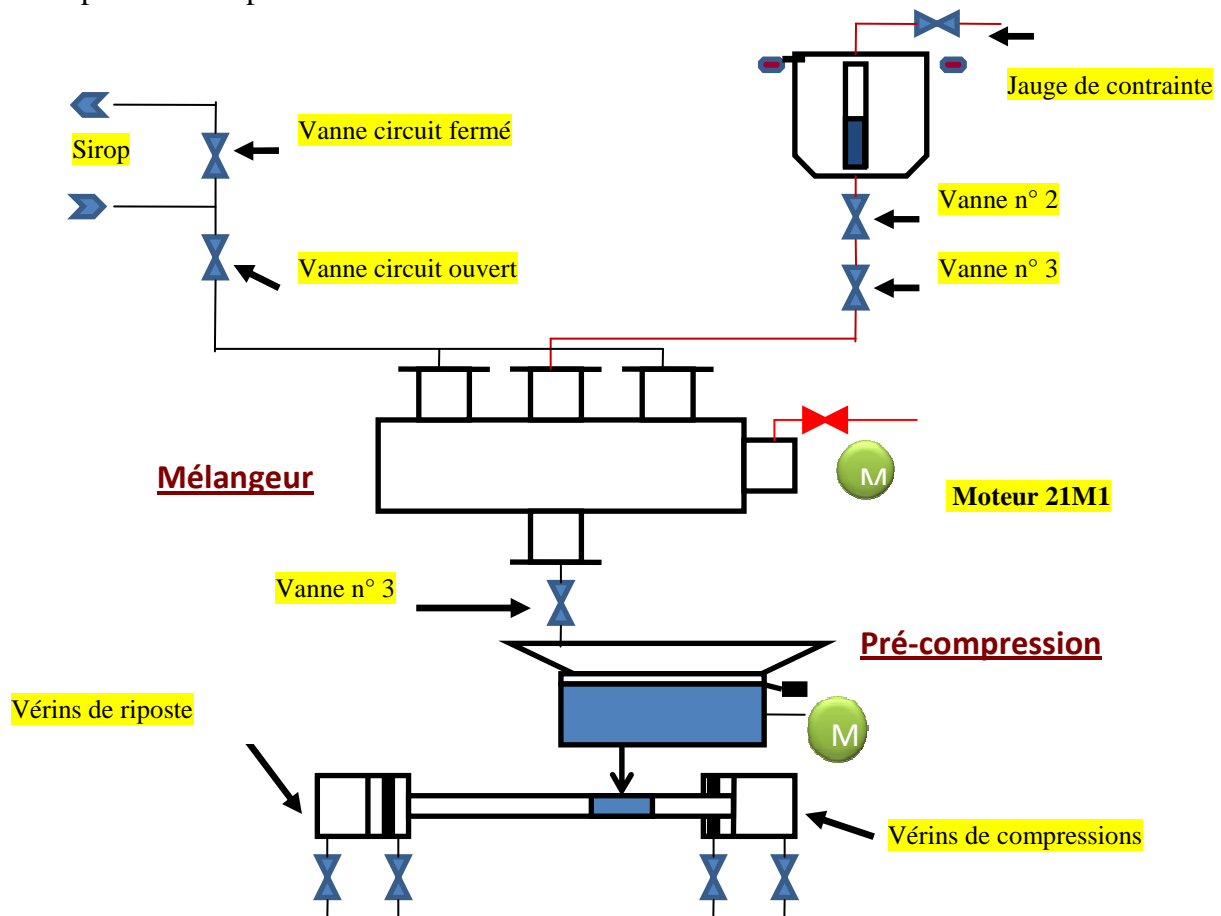 Jauge de contrainte
Vanne circuit fermé
Sirop
Vanne n° 2
Vanne circuit ouvert
Vanne n° 3
Mélangeur
M
Moteur 21M1
Vanne n° 3
Pré-compression
Vérins de riposte
M
Vérins de compressions